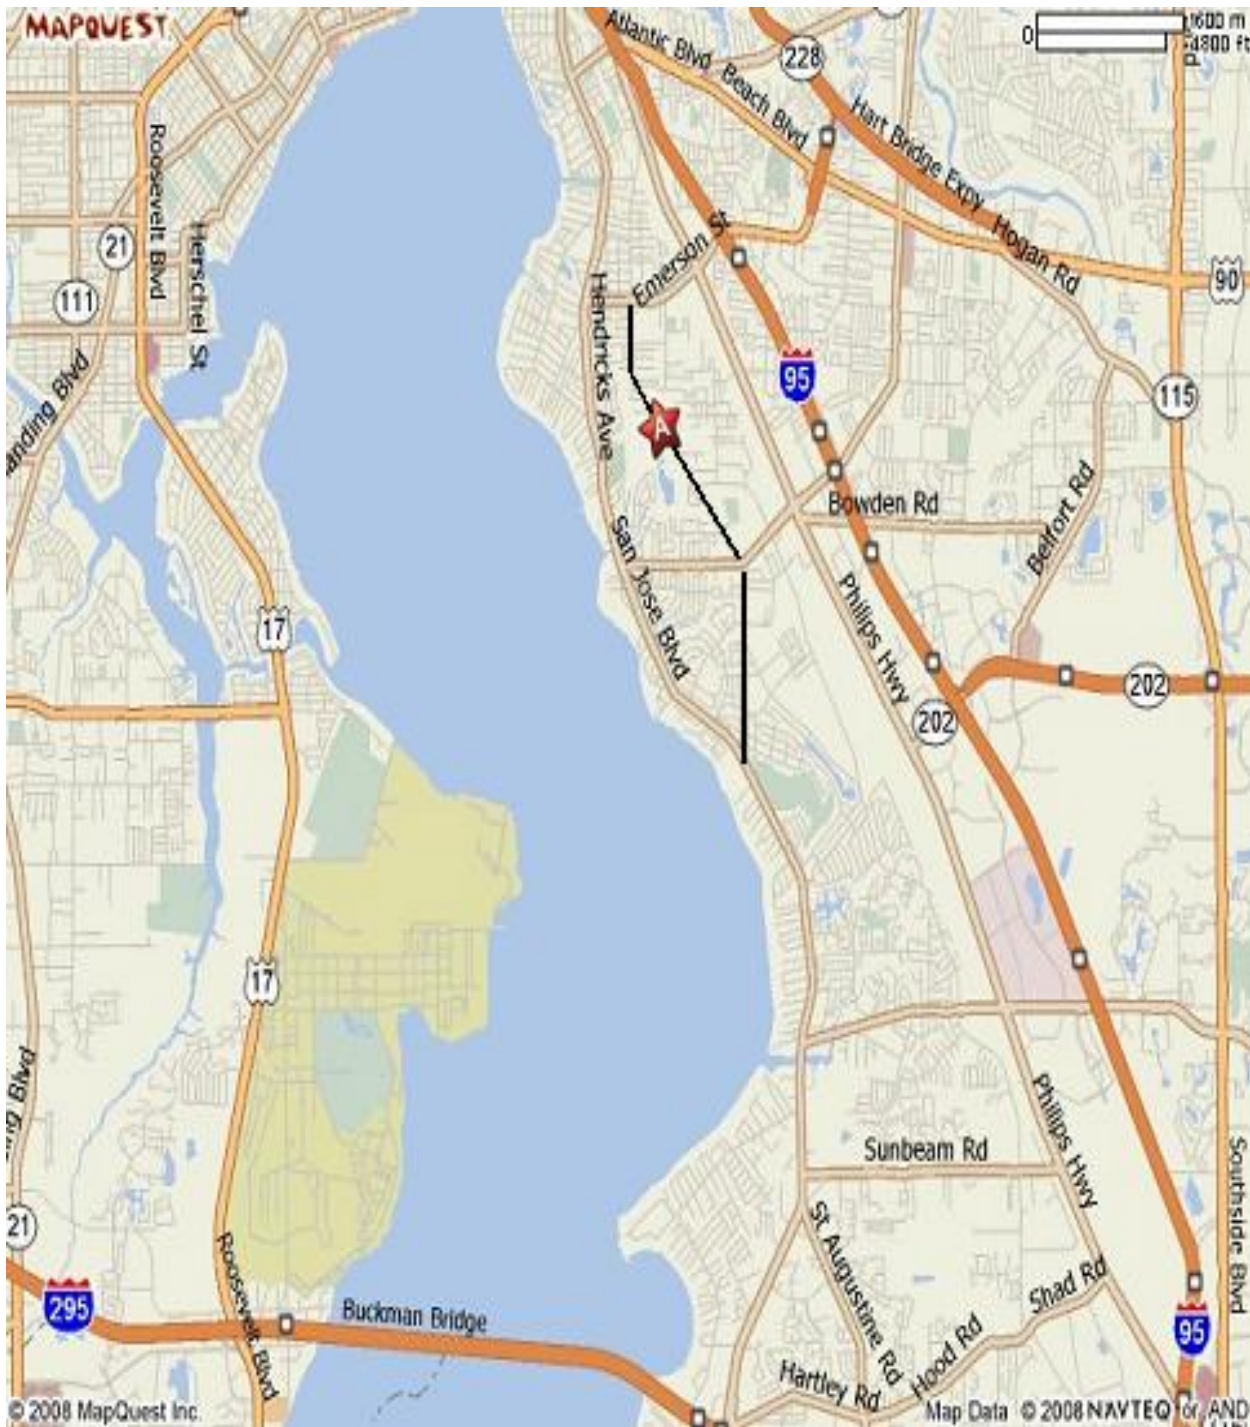 MAPQUEST
1600 m
0
4800 ft
Atlantic Blvd
Beach Blvd
228
Hart Bridge Expy
Hogan Rd
Roosevelt Blvd
Herschel St
21
111
Emerson St
90
Hendricks Ave
95
115
A
Bowden Rd
Belfort Rd
San Jose Blvd
17
Philips Hwy
202
202
17
Philips Hwy
Sunbeam Rd
Southside Blvd
21
St Augustine Rd
Roosevelt Blvd
295
Buckman Bridge
Shad Rd
Hood Rd
95
Hartley Rd
© 2008 MapQuest Inc.
Map Data © 2008 NAVTEQ or AND